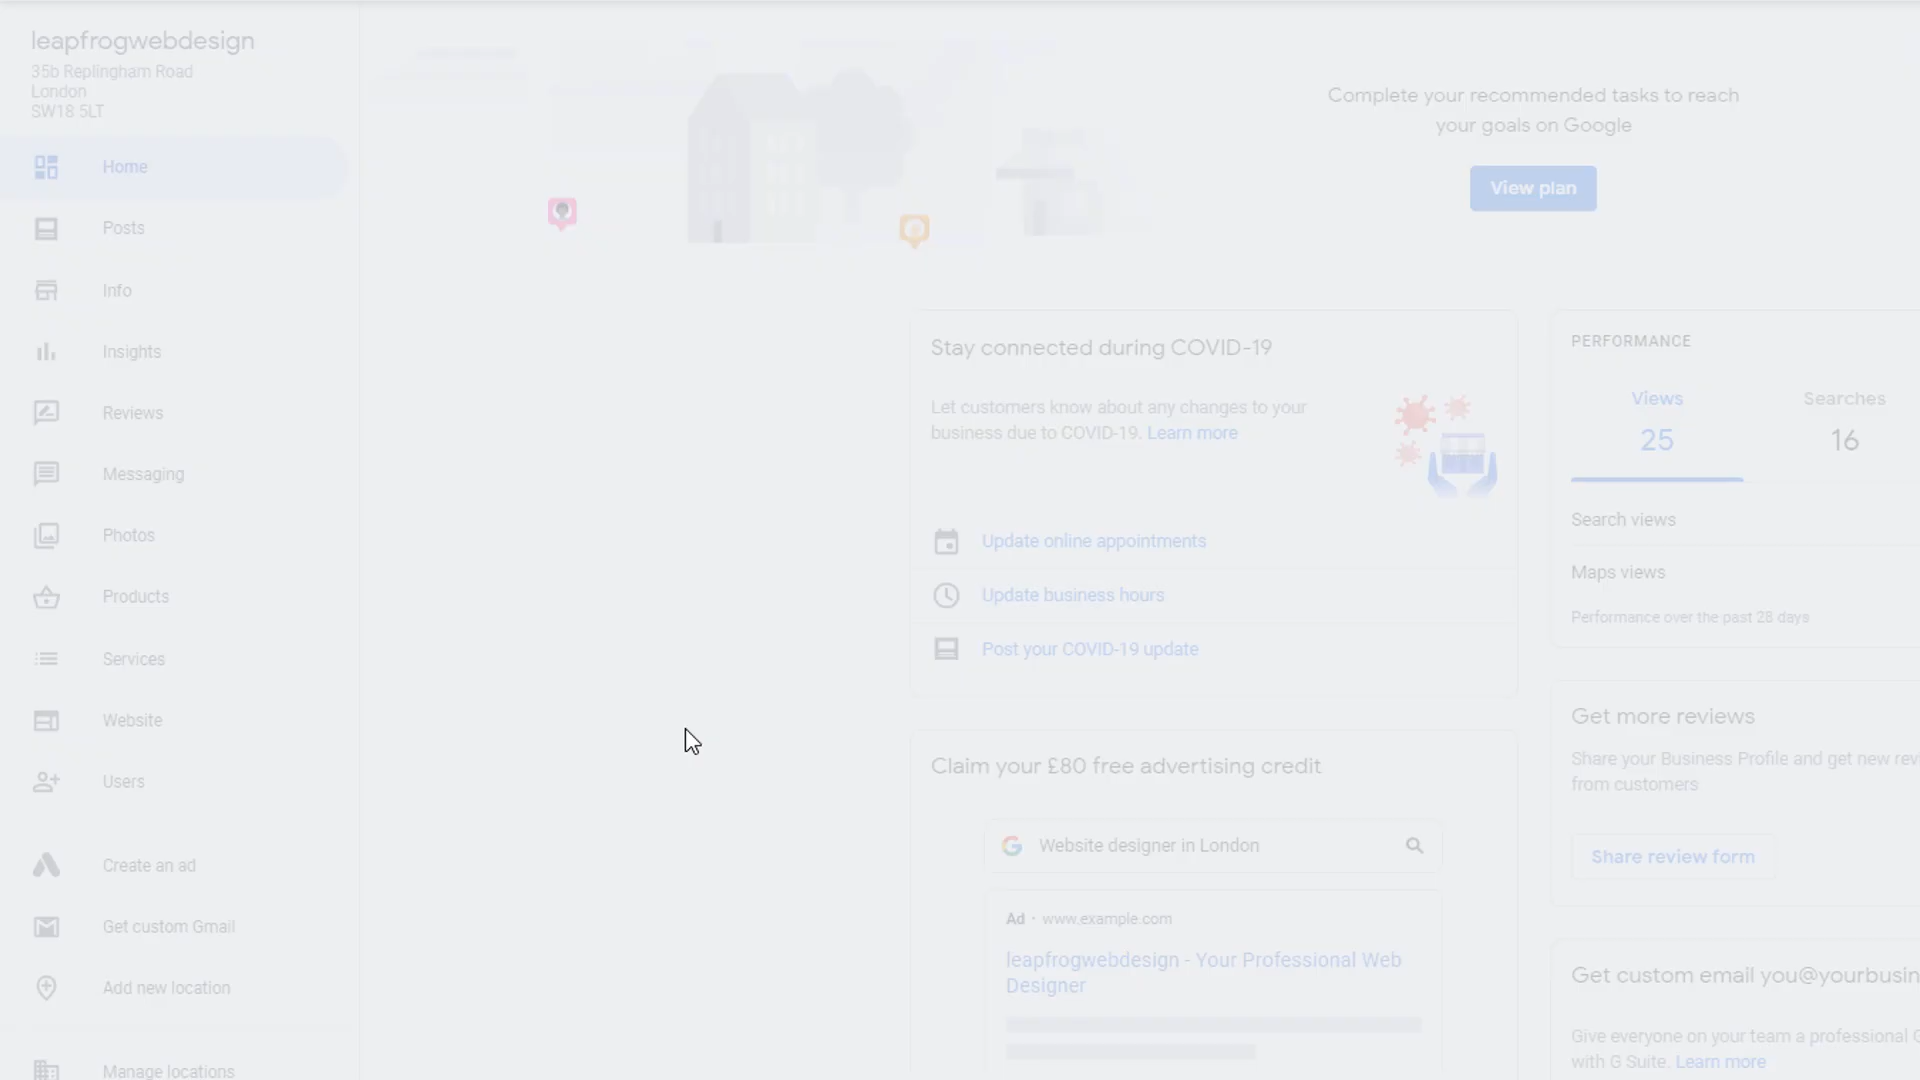 leapfrogwebdesign
35b Replingham Road
London
SW18 5LT
Home
Posts
Info
Insights
Reviews
Messaging
Photos
Products
Services
Website
Users
Create an ad
Get custom Gmail
Add new location
Manage locations
Complete your recommended tasks to reach
your goals on Google
View plan
Stay connected during COVID-19
Let customers know about any changes to your
business due to COVID-19. Learn more
Update online appointments
Update business hours
Post your COVID-19 update
Claim your £80 free advertising credit
Website designer in London
Ad · www.example.com
leapfrogwebdesign - Your Professional Web
Designer
PERFORMANCE
Views
Searches
25
16
Search views
Maps views
Performance over the past 28 days
Get more reviews
Share your Business Profile and get new revi
from customers
Share review form
Get custom email you@yourbusin
Give everyone on your team a professional G
with G Suite. Learn more